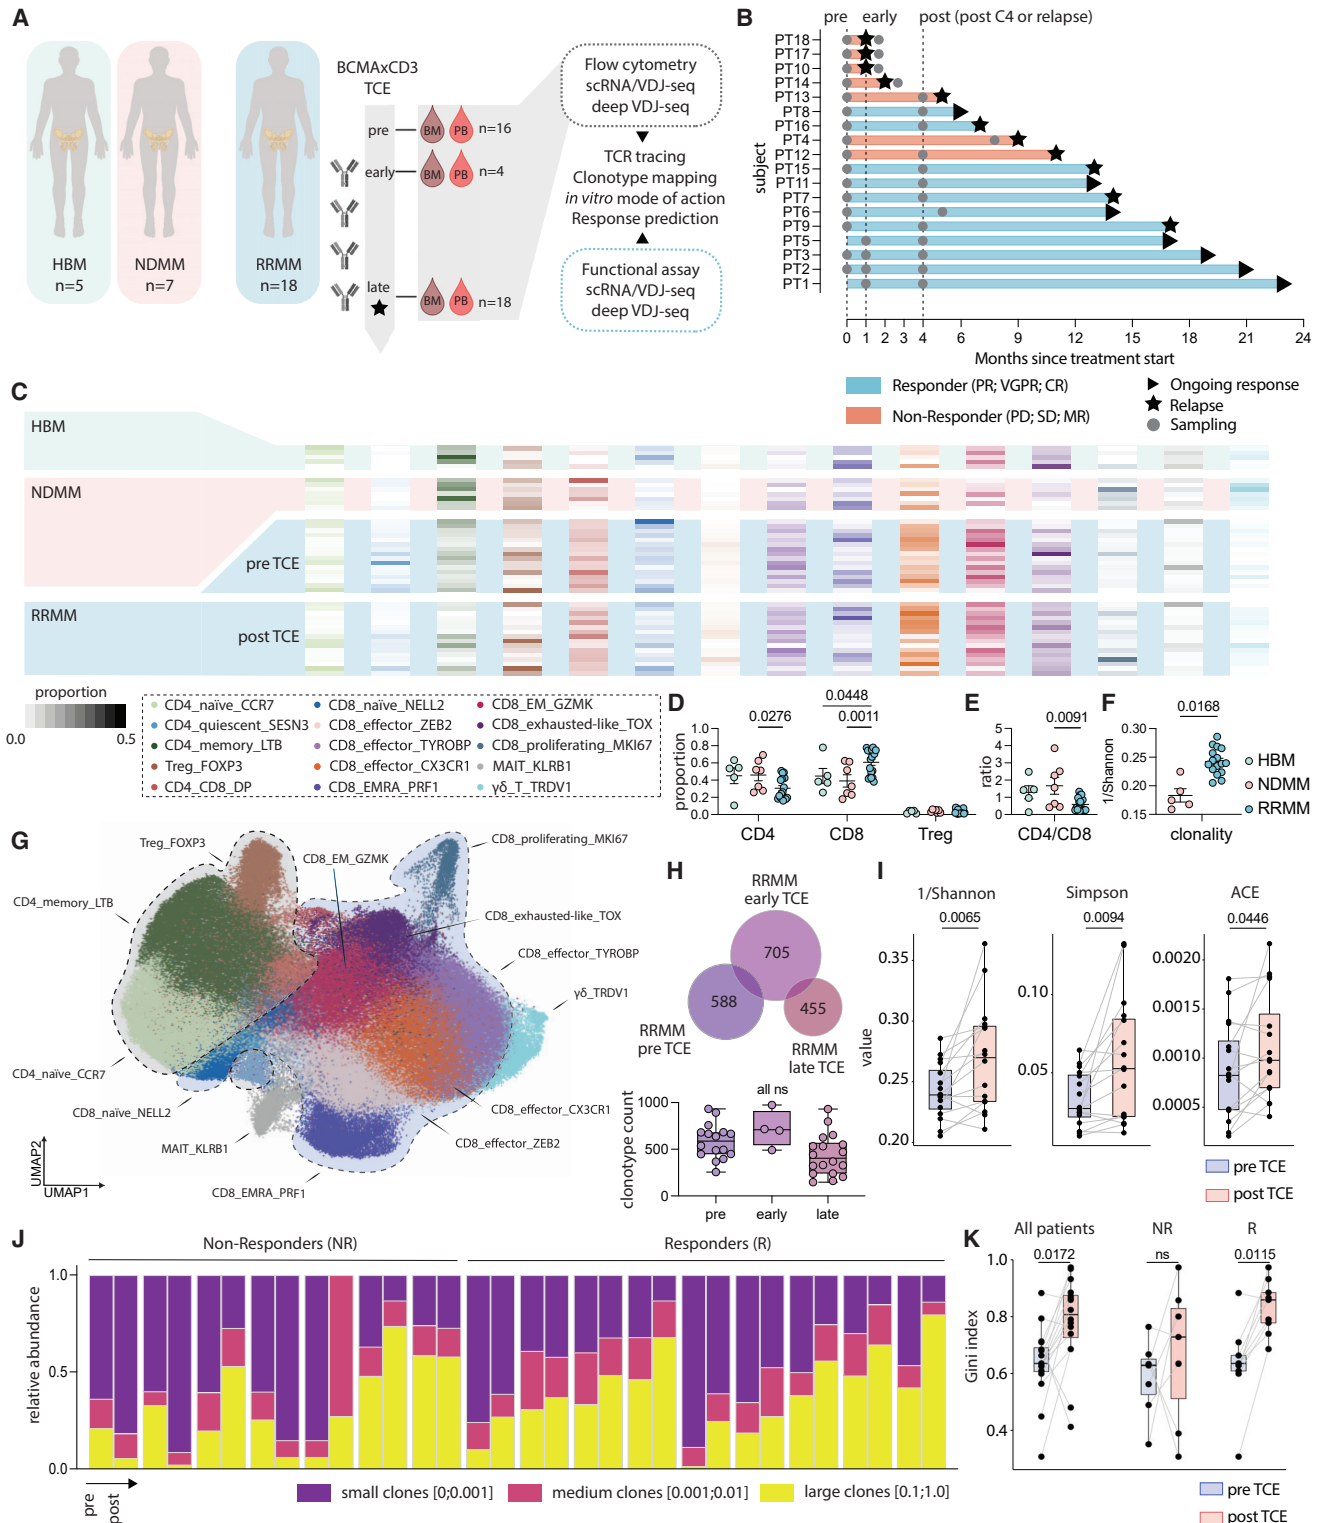 A
HBM
n=5
NDMM
n=7
RRMM
n=18
BCMAxCD3
TCE
pre
BM
PB
n=16
early
BM
PB
n=4
late
BM
PB
n=18
Flow cytometry
scRNA/VDJ-seq
deep VDJ-seq
TCR tracing
Clonotype mapping
in vitro mode of action
Response prediction
Functional assay
scRNA/VDJ-seq
deep VDJ-seq
B
pre early post (post C4 or relapse)
subject
PT18
PT17
PT10
PT14
PT13
PT8
PT16
PT4
PT12
PT15
PT11
PT7
PT6
PT9
PT5
PT3
PT2
PT1
0 1 2 3 4 6 9 12 15 18 21 24
Months since treatment start
Responder (PR; VGPR; CR)
Non-Responder (PD; SD; MR)
Ongoing response
Relapse
Sampling
C
HBM
NDMM
pre TCE
RRMM
post TCE
proportion
0.0 0.5
CD4_naïve_CCR7
CD4_quiescent_SESN3
CD4_memory_LTB
Treg_FOXP3
CD4_CD8_DP
CD8_naïve_NELL2
CD8_effector_ZEB2
CD8_effector_TYROBP
CD8_effector_CX3CR1
CD8_EMRA_PRF1
CD8_EM_GZMK
CD8_exhausted-like_TOX
CD8_proliferating_MKI67
MAIT_KLRB1
γδ_T_TRDV1
D
proportion
1.0
0.8
0.6
0.4
0.2
0.0
0.0276
0.0448
0.0011
CD4 CD8 Treg
E
ratio
5
4
3
2
1
0
0.0091
CD4/CD8
F
1/Shannon
0.30
0.25
0.20
0.15
0.0168
clonality
HBM
NDMM
RRMM
G
Treg_FOXP3
CD8_EM_GZMK
CD8_proliferating_MKI67
CD4_memory_LTB
CD8_exhausted-like_TOX
CD8_effector_TYROBP
γδ_TRDV1
CD4_naïve_CCR7
CD8_naïve_NELL2
CD8_effector_CX3CR1
MAIT_KLRB1
CD8_effector_ZEB2
CD8_EMRA_PRF1
UMAP2
UMAP1
H
RRMM
early TCE
705
588
455
RRMM
pre TCE
RRMM
late TCE
all ns
clonotype count
1000
500
0
pre early late
I
value
1/Shannon
0.0065
0.35
0.30
0.25
0.20
Simpson
0.0094
0.10
0.05
ACE
0.0446
0.0020
0.0015
0.0010
0.0005
pre TCE
post TCE
J
Non-Responders (NR)
Responders (R)
relative abundance
1.0
0.5
0.0
pre
post
small clones [0;0.001]
medium clones [0.001;0.01]
large clones [0.1;1.0]
K
All patients
NR
R
0.0172
ns
0.0115
Gini index
1.0
0.8
0.6
0.4
pre TCE
post TCE